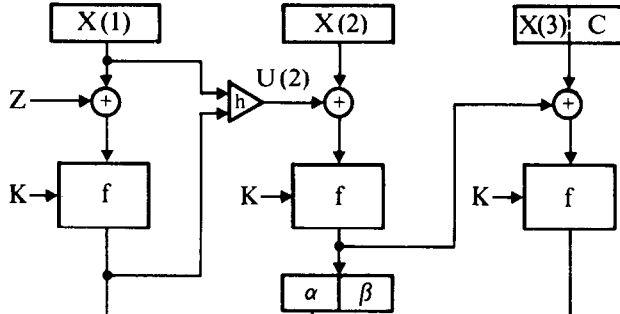 X(1) X(2) X(3) C
U(2)
Z + h + +
K f K f K f
α β